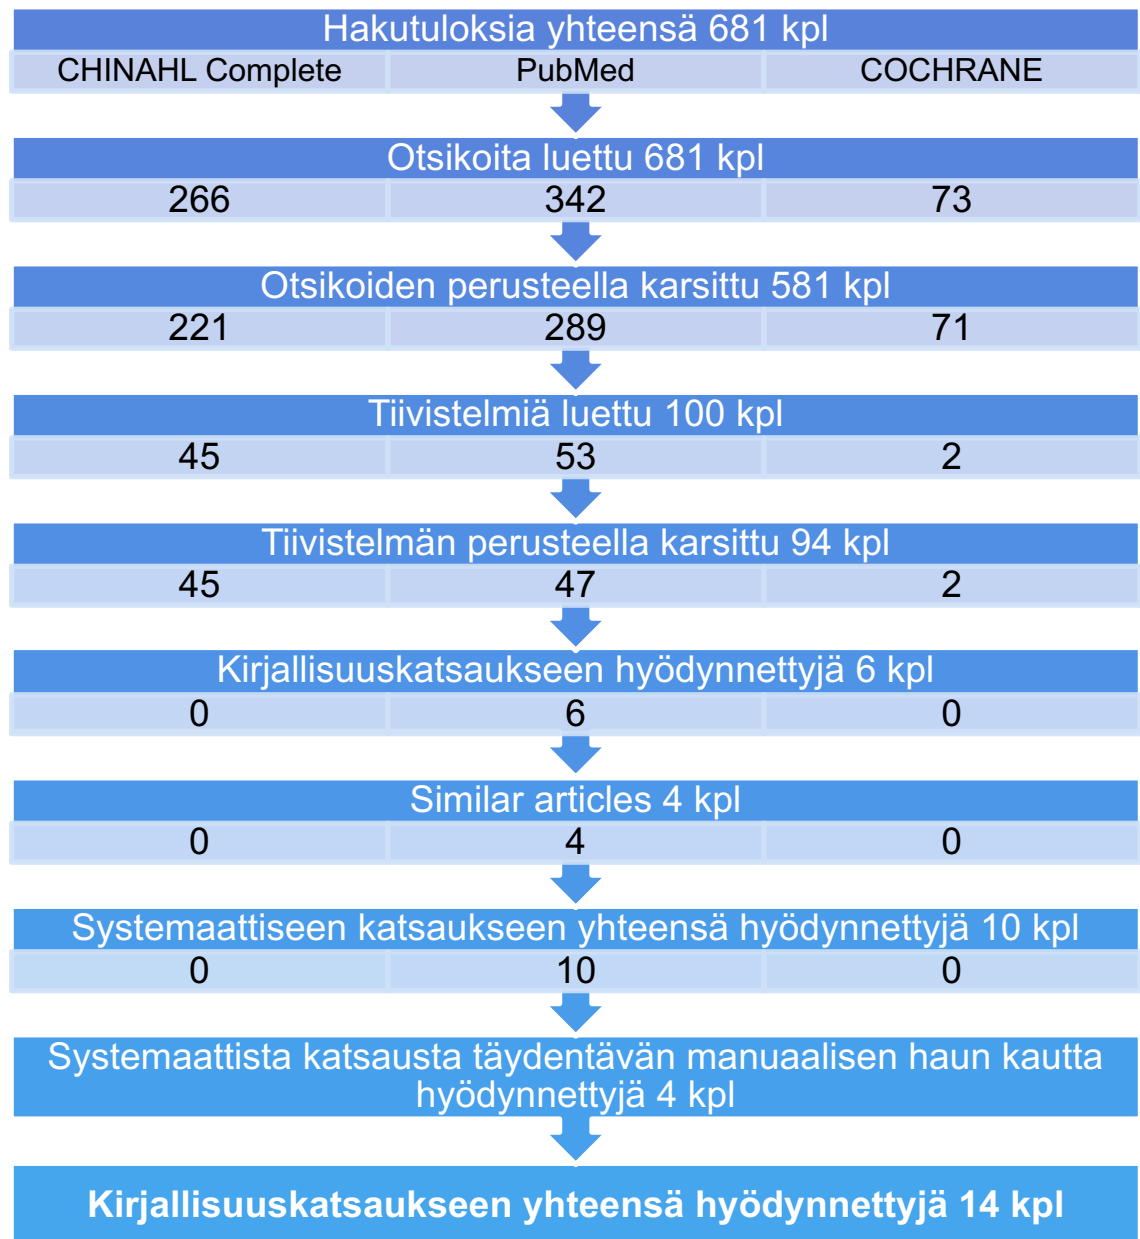 Hakutuloksia yhteensä 681 kpl
CHINAHL Complete PubMed COCHRANE
Otsikoita luettu 681 kpl
266 342 73
Otsikoiden perusteella karsittu 581 kpl
221 289 71
Tiivistelmiä luettu 100 kpl
45 53 2
Tiivistelmän perusteella karsittu 94 kpl
45 47 2
Kirjallisuuskatsaukseen hyödynnettyjä 6 kpl
0 6 0
Similar articles 4 kpl
0 4 0
Systemaattiseen katsaukseen yhteensä hyödynnettyjä 10 kpl
0 10 0
Systemaattista katsausta täydentävän manuaalisen haun kautta
hyödynnettyjä 4 kpl
Kirjallisuuskatsaukseen yhteensä hyödynnettyjä 14 kpl